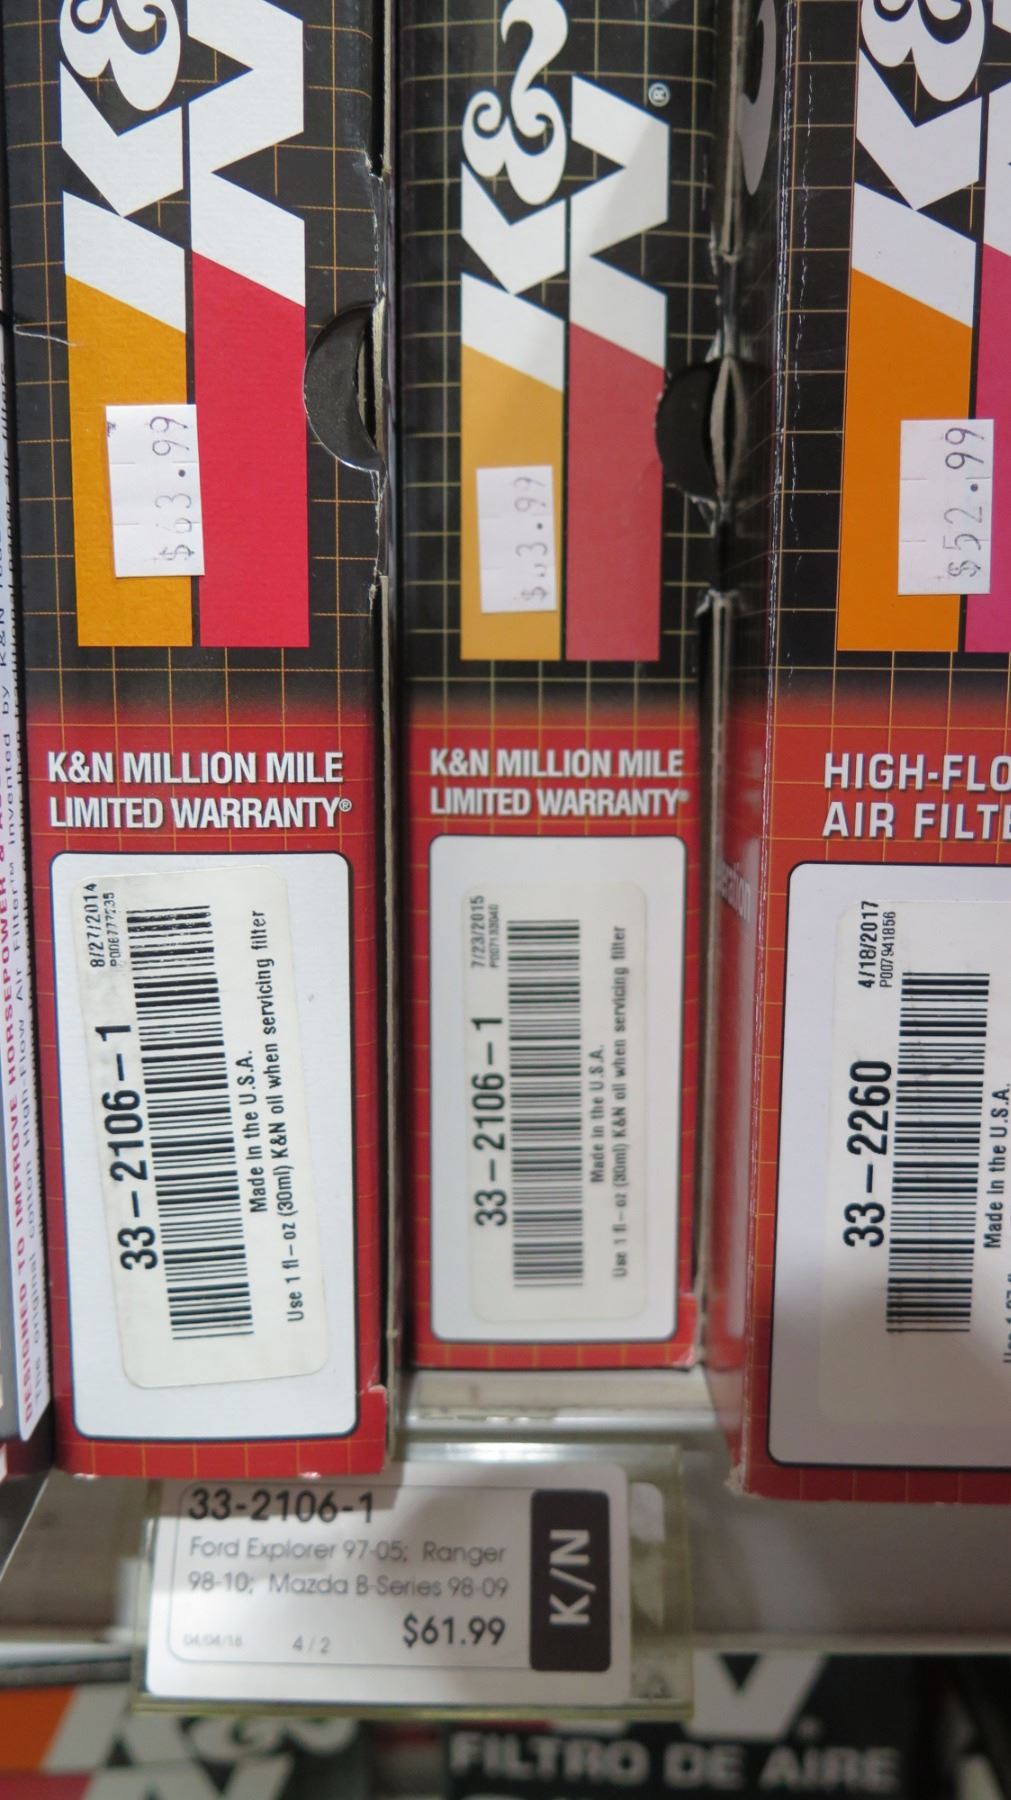 K&N
$63.99
K&N MILLION MILE
LIMITED WARRANTY®
8/27/2014
33-2106-1
Made in the U.S.A.
Use 1 fl-oz (30ml) K&N oil when servicing filter
DESIGNED TO IMPROVE HORSEPOWER &
K&N®
K&N MILLION MILE
LIMITED WARRANTY®
7/23/2015
33-2106-1
Made in the U.S.A.
Use 1 fl-oz (30ml) K&N oil when servicing filter
$52.99
HIGH-FLO
AIR FILTE
4/18/2017
P007941856
33-2260
Made in the U.S.A.
33-2106-1
Ford Explorer 97-05; Ranger
98-10; Mazda B-Series 98-09
$61.99
4/2
K/N
FILTRO DE AIRE